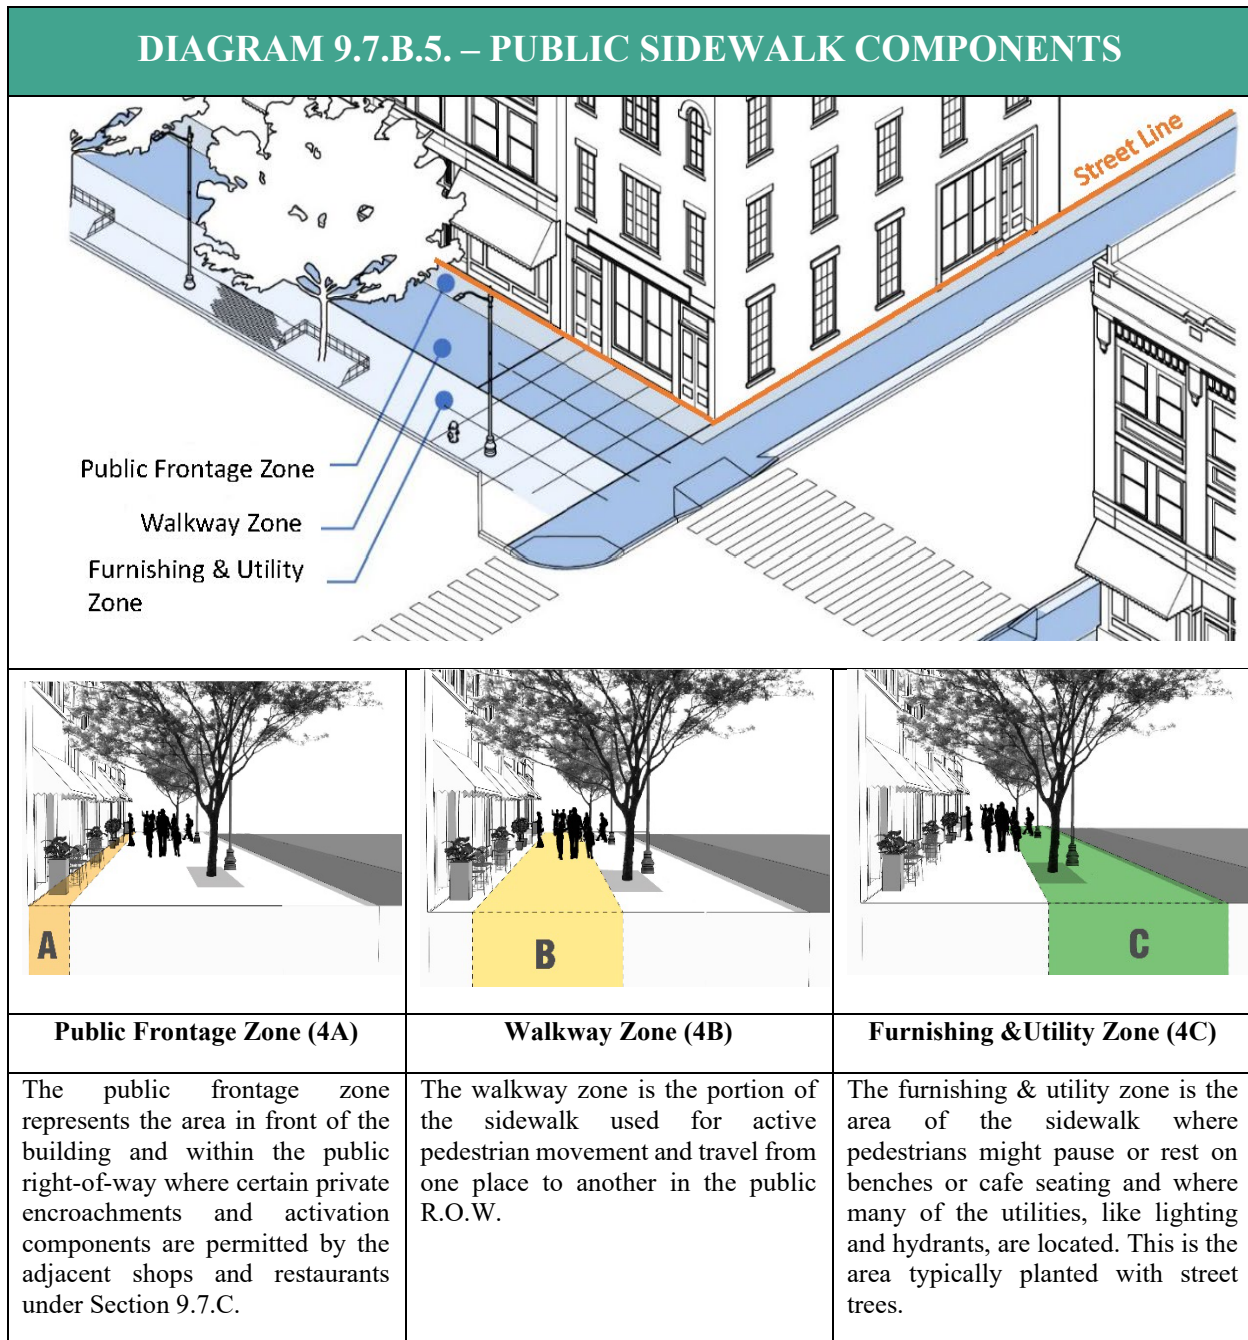 DIAGRAM 9.7.B.5. – PUBLIC SIDEWALK COMPONENTS
Street Line
Public Frontage Zone
Walkway Zone
Furnishing & Utility
Zone
A
B
C
Public Frontage Zone (4A)
Walkway Zone (4B)
Furnishing &Utility Zone (4C)
The public frontage zone
represents the area in front of the
building and within the public
right-of-way where certain private
encroachments and activation
components are permitted by the
adjacent shops and restaurants
under Section 9.7.C.
The walkway zone is the portion of
the sidewalk used for active
pedestrian movement and travel from
one place to another in the public
R.O.W.
The furnishing & utility zone is the
area of the sidewalk where
pedestrians might pause or rest on
benches or cafe seating and where
many of the utilities, like lighting
and hydrants, are located. This is the
area typically planted with street
trees.